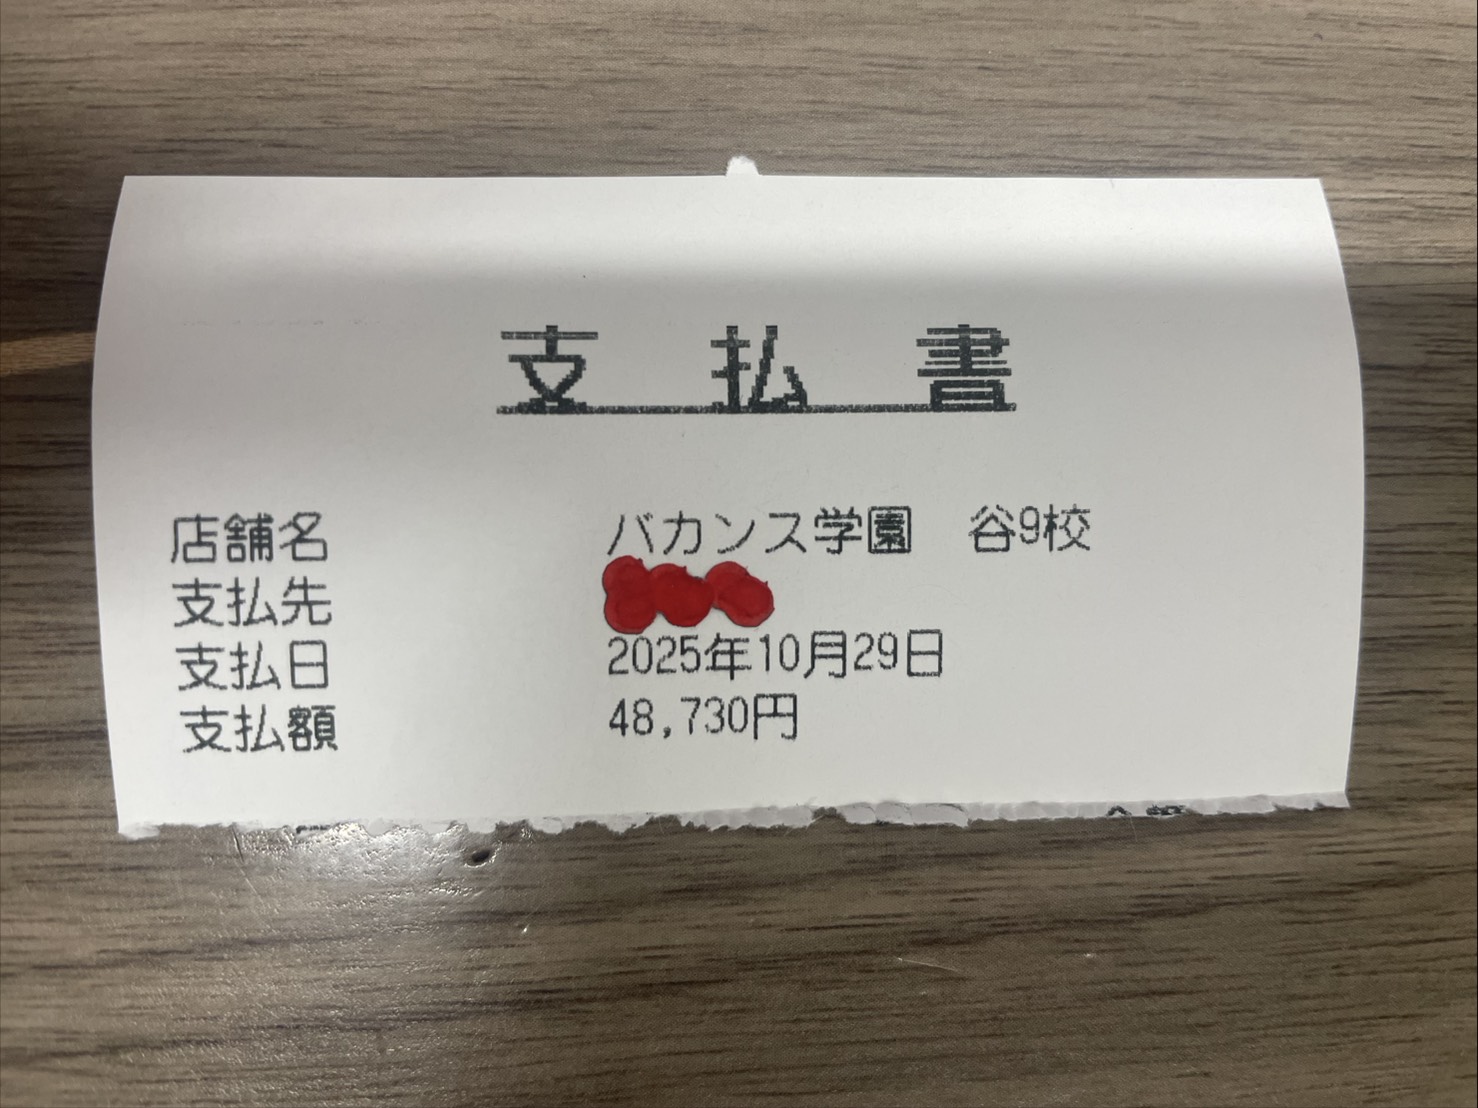 支払書
店舗名 バカンス学園 谷9校
支払先
支払日 2025年10月29日
支払額 48,730円